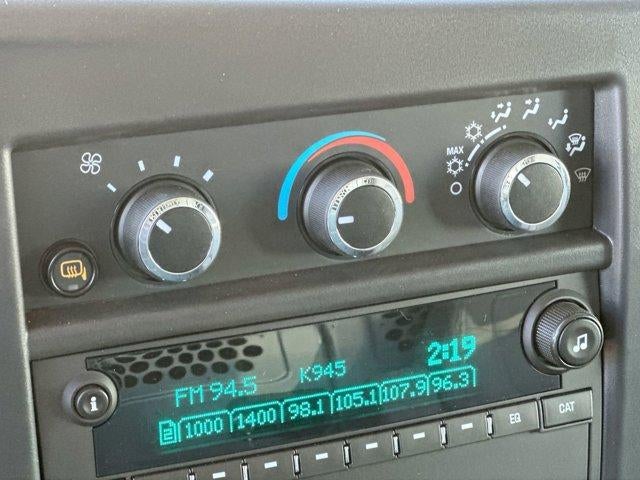 MAX
FM 94.5 K945 2:19
1000 1400 98.1 105.1 107.9 96.3
i
EQ CAT